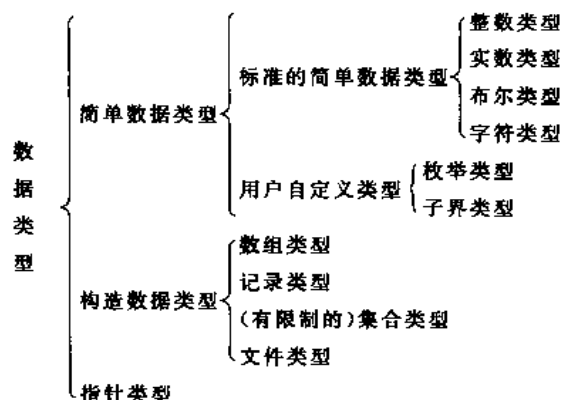 数据类型
简单数据类型
标准的简单数据类型
整数类型
实数类型
布尔类型
字符类型
用户自定义类型
枚举类型
子界类型
构造数据类型
数组类型
记录类型
(有限制的)集合类型
文件类型
指针类型